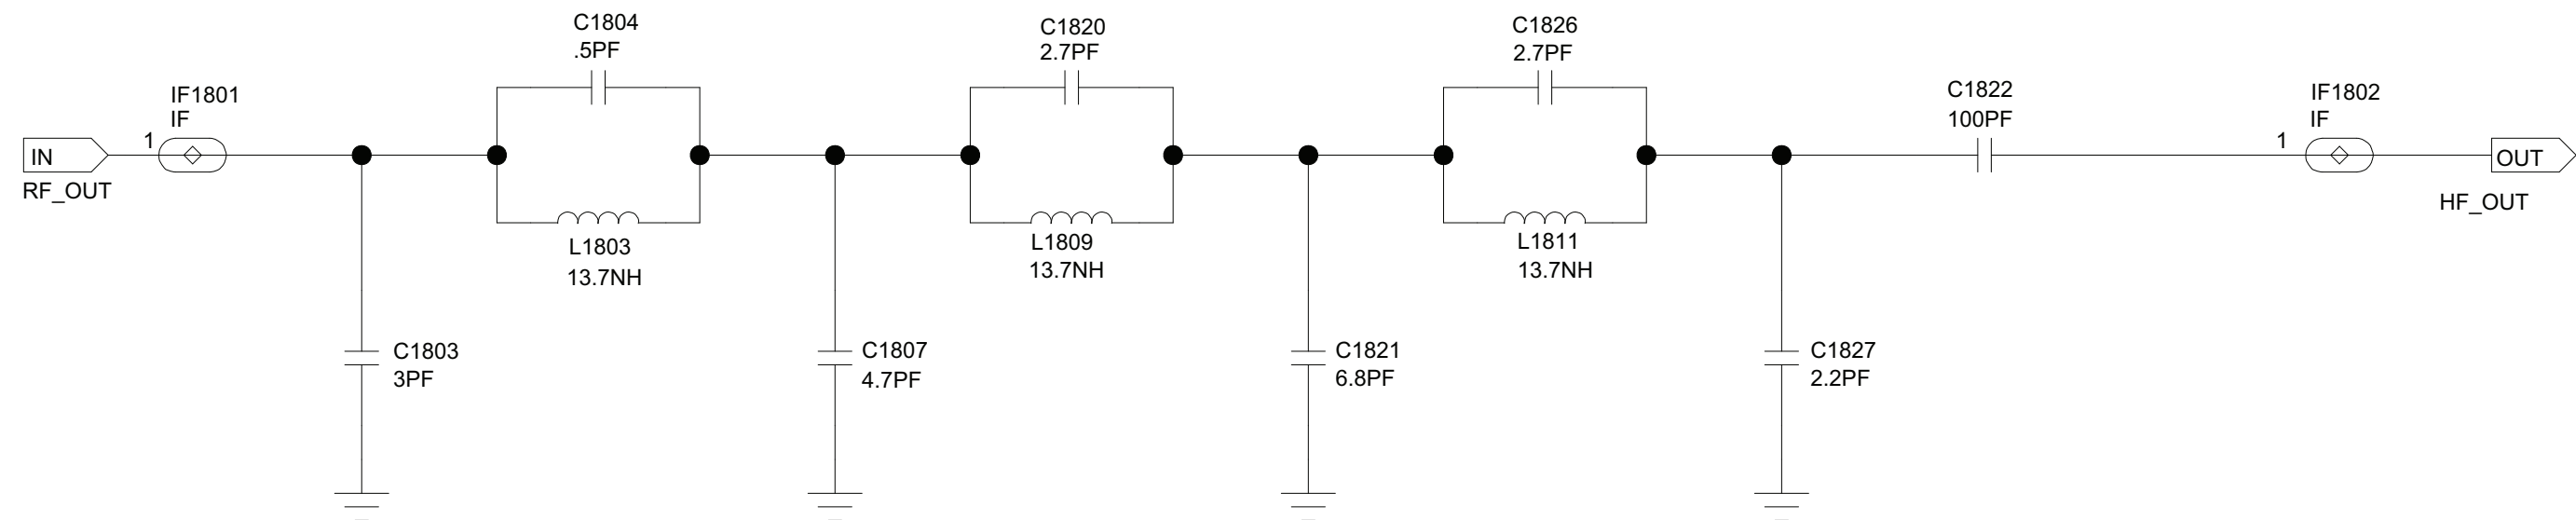 C1804
.5PF
C1820
2.7PF
C1826
2.7PF
IF1801
IF
C1822
100PF
IF1802
IF
IN
1
1
OUT
RF_OUT
HF_OUT
L1803
13.7NH
L1809
13.7NH
L1811
13.7NH
C1803
3PF
C1807
4.7PF
C1821
6.8PF
C1827
2.2PF